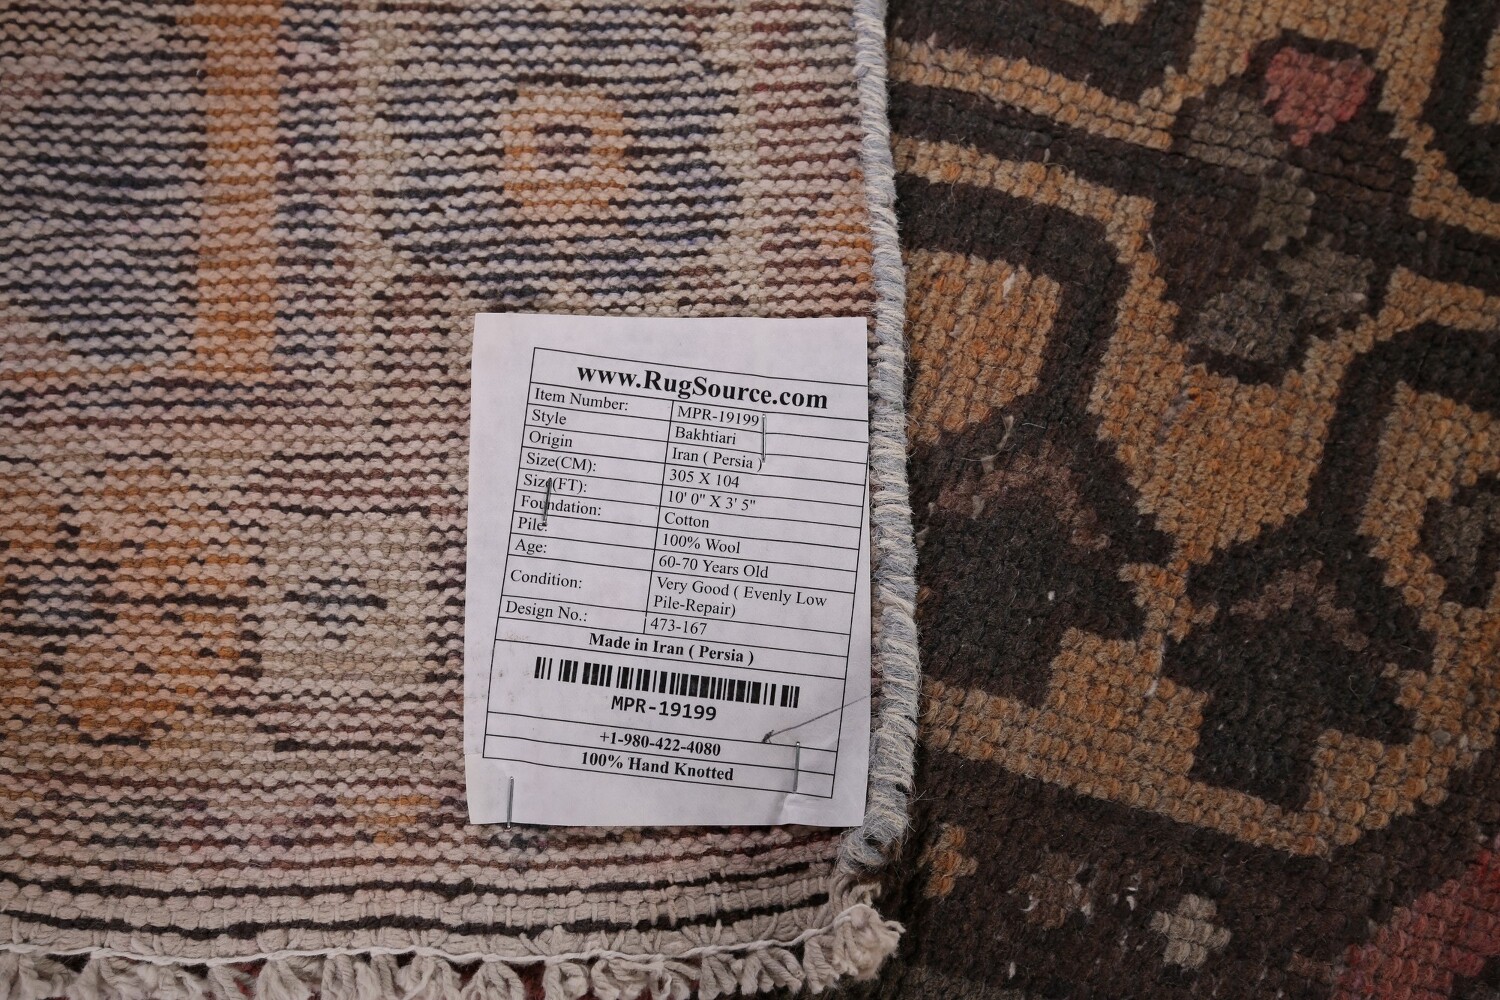 www.RugSource.com
Item Number: MPR-19199
Style Bakhtiari
Origin Iran ( Persia )
Size(CM): 305 X 104
Size(FT): 10' 0" X 3' 5"
Foundation: Cotton
Pile: 100% Wool
Age: 60-70 Years Old
Condition: Very Good ( Evenly Low
Pile-Repair)
Design No.: 473-167
Made in Iran ( Persia )
MPR-19199
+1-980-422-4080
100% Hand Knotted